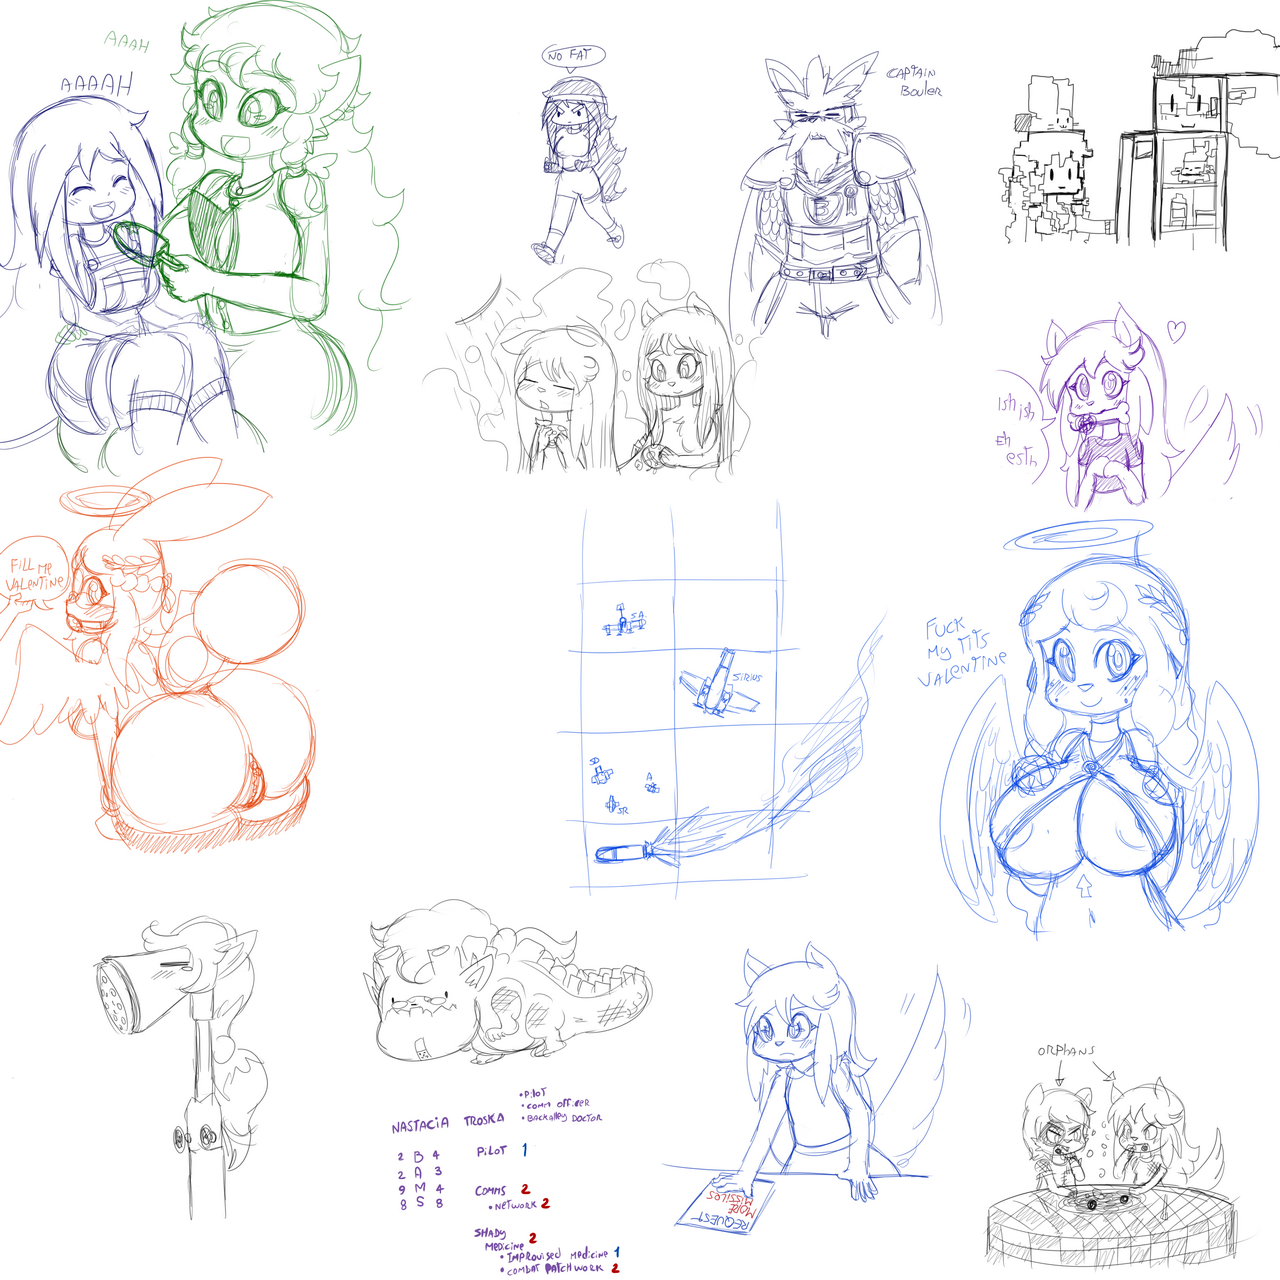 AAAH
AAAAH
NO FAT
CAPTAIN
BOULER
B
ISh ish
Eh
estn
FILL Me
VALENTINE
S.A.
SIRIUS
SD
A
SR
FUCK
MY TITS
VALENTINE
NASTACIA TROSKA
•PiloT
•comm officer
•BACKAlley DOCTOR
2 B 4
2 A 3
9 M 4
8 S 8
PiLOT 1
COMMS 2
•NETWORK 2
SHADY
MEDICINE 2
•IMPROVISED MEDICINE 1
•COMBAT PATCHWORK 2
REQUEST
MORE
MISSILES
ORPHANS